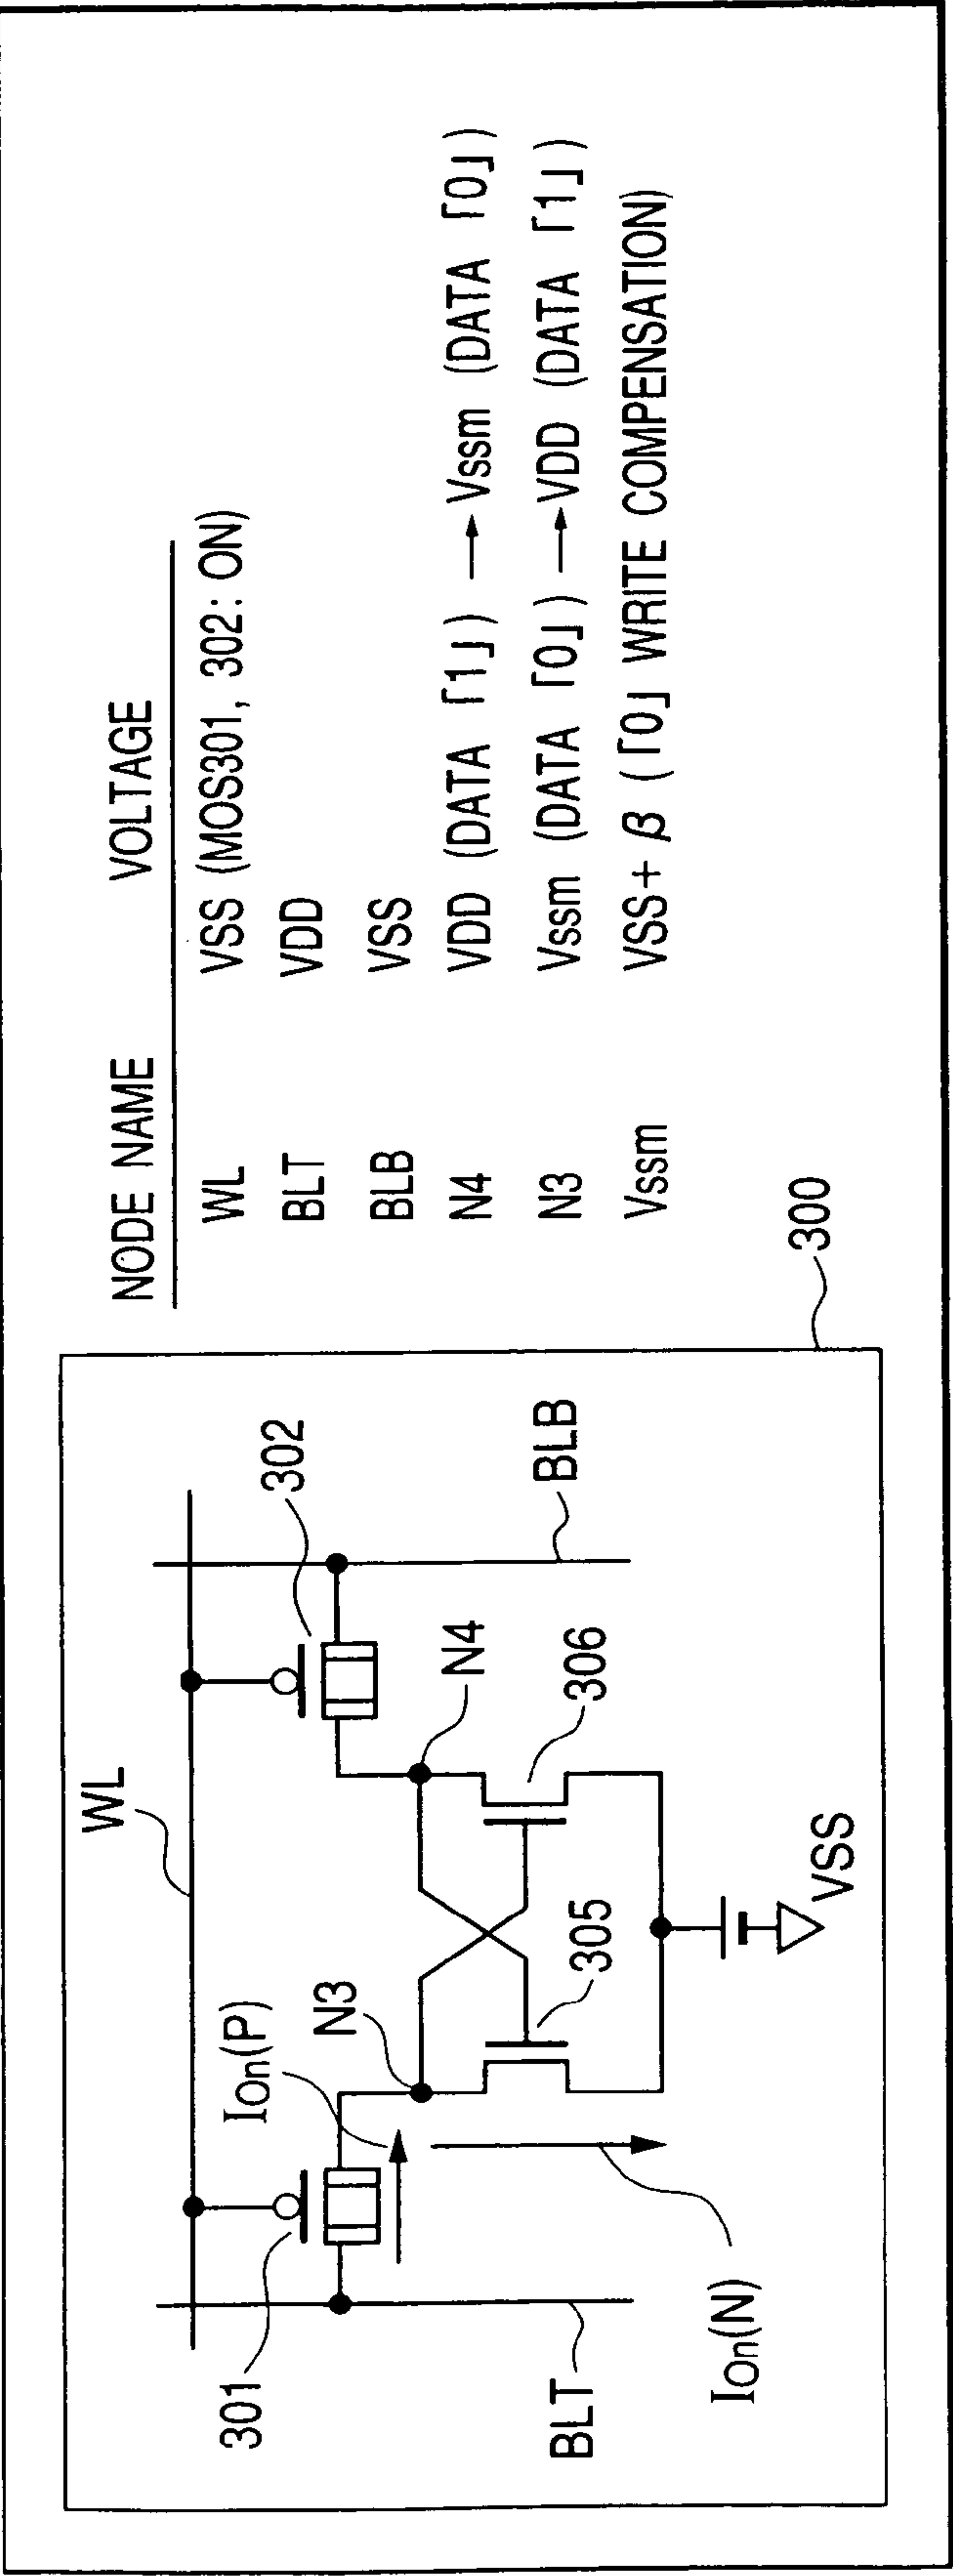 WL
301
IOn(P)
N3
N4
302
305
306
BLT
BLB
IOn(N)
VSS
300
NODE NAME VOLTAGE
WL VSS (MOS301, 302: ON)
BLT VDD
BLB VSS
N4 VDD (DATA 「1」) → Vssm (DATA 「0」)
N3 Vssm (DATA 「0」) → VDD (DATA 「1」)
Vssm VSS+ β (「0」 WRITE COMPENSATION)